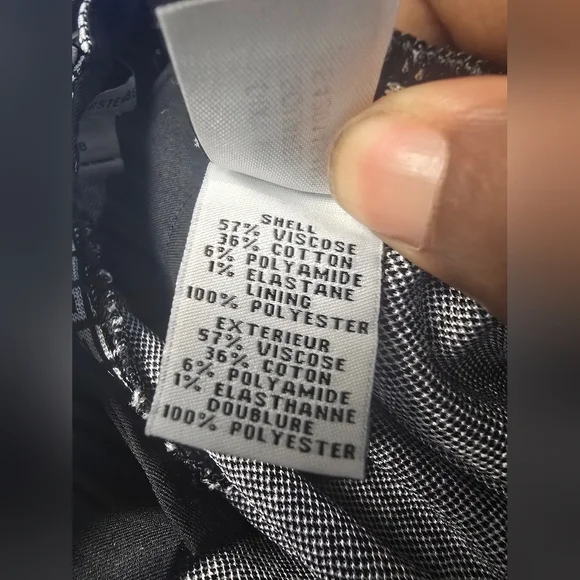 SHELL
57% VISCOSE
36% COTTON
6% POLYAMIDE
1% ELASTANE
LINING
100% POLYESTER
EXTERIEUR
57% VISCOSE
36% COTON
6% POLYAMIDE
1% ELASTHANNE
DOUBLURE
100% POLYESTER